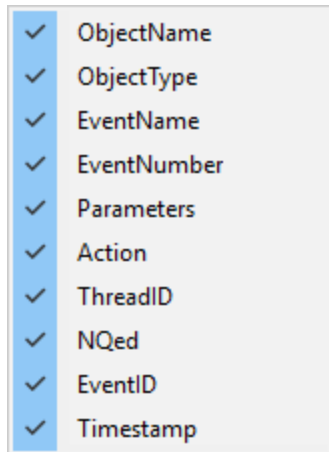 ObjectName
ObjectType
EventName
EventNumber
Parameters
Action
ThreadID
NQed
EventID
Timestamp